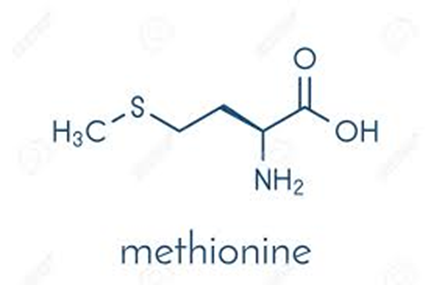 O
S
H₃C
OH
NH₂
methionine